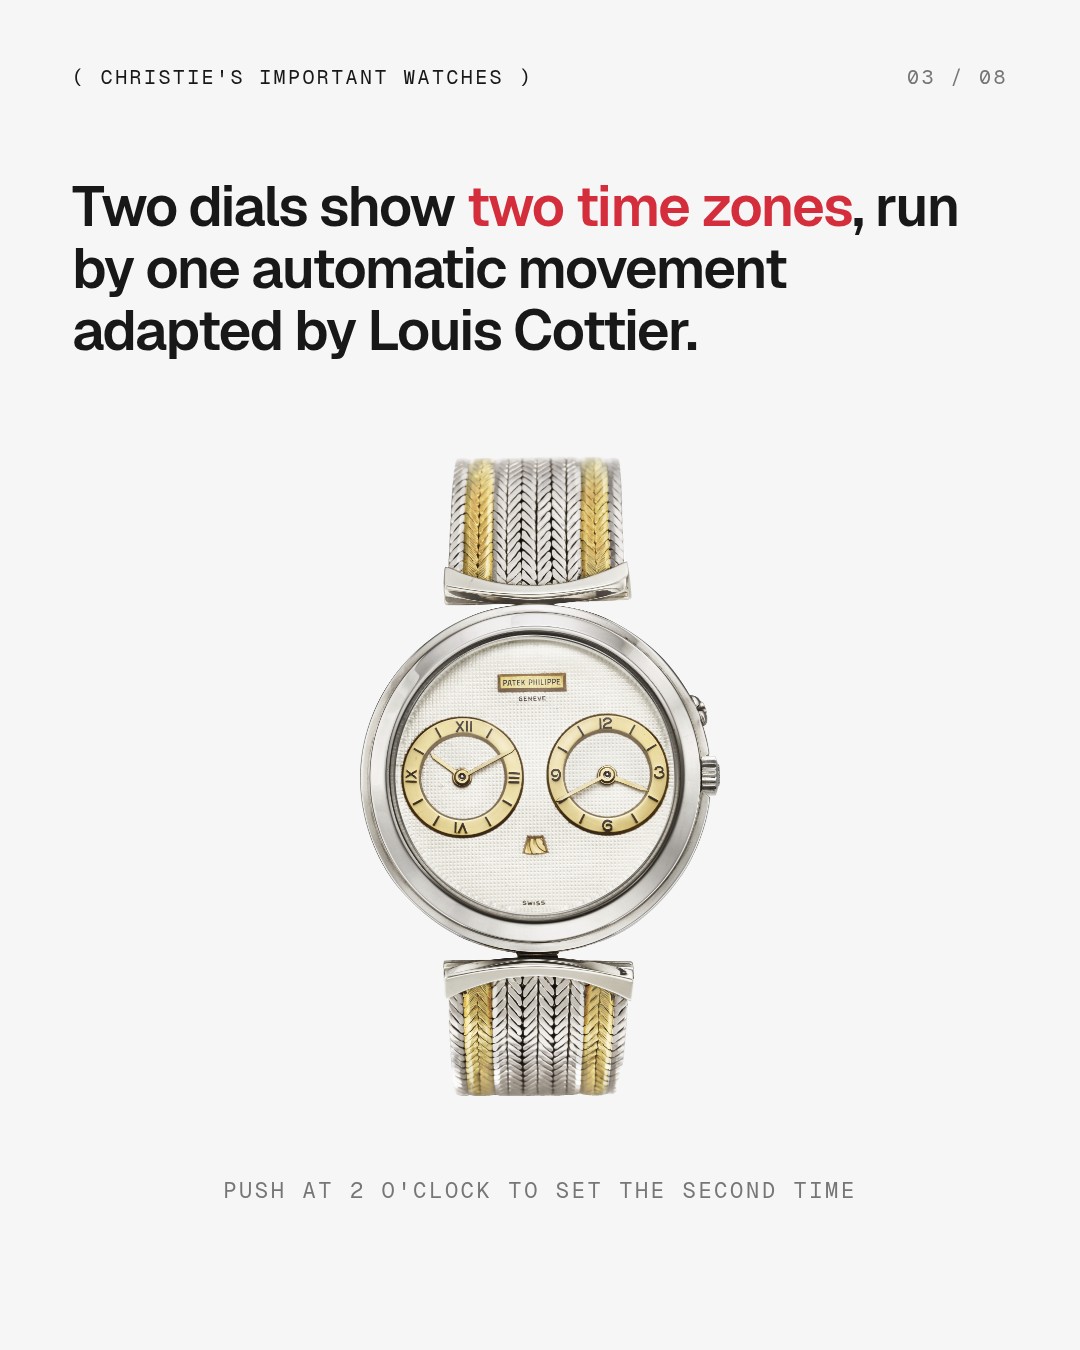 ( CHRISTIE'S IMPORTANT WATCHES )
03 / 08
Two dials show two time zones, run
by one automatic movement
adapted by Louis Cottier.
PATEK PHILIPPE
GENEVE
XII
III
VI
IX
12
3
6
9
SWISS
PUSH AT 2 O'CLOCK TO SET THE SECOND TIME